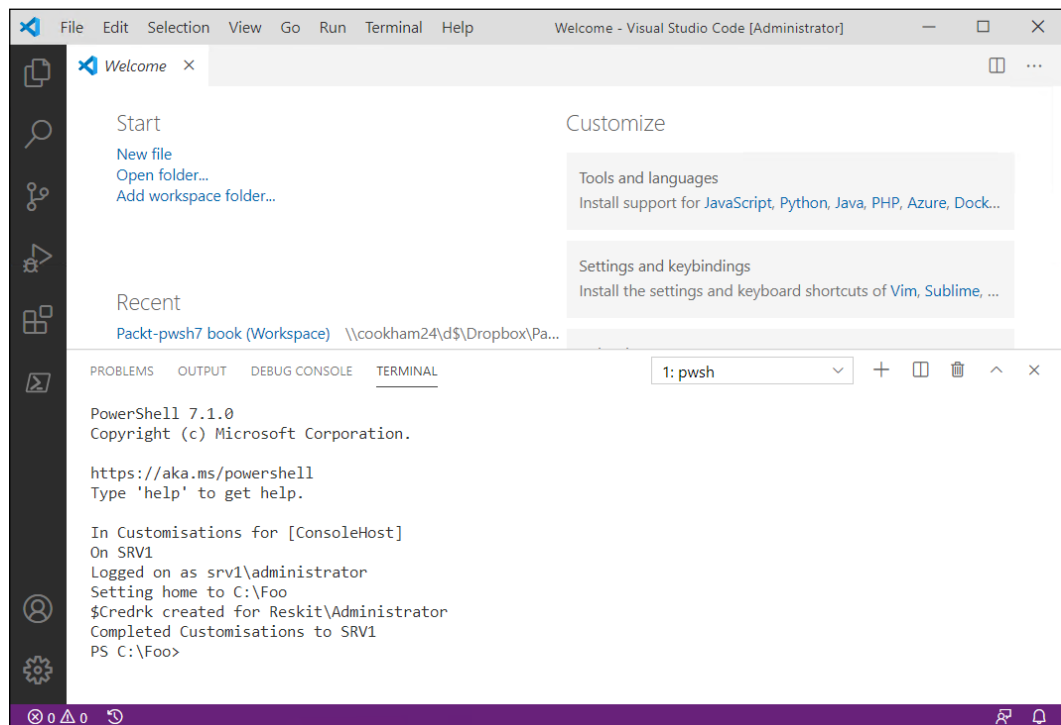 File Edit Selection View Go Run Terminal Help Welcome - Visual Studio Code [Administrator]
Welcome
Start
New file
Open folder...
Add workspace folder...
Recent
Packt-pwsh7 book (Workspace) \\cookham24\d$\Dropbox\Pa...
Customize
Tools and languages
Install support for JavaScript, Python, Java, PHP, Azure, Dock...
Settings and keybindings
Install the settings and keyboard shortcuts of Vim, Sublime, ...
PROBLEMS OUTPUT DEBUG CONSOLE TERMINAL 1: pwsh
PowerShell 7.1.0
Copyright (c) Microsoft Corporation.
https://aka.ms/powershell
Type 'help' to get help.
In Customisations for [ConsoleHost]
On SRV1
Logged on as srv1\administrator
Setting home to C:\Foo
$Credrk created for Reskit\Administrator
Completed Customisations to SRV1
PS C:\Foo>
0 0